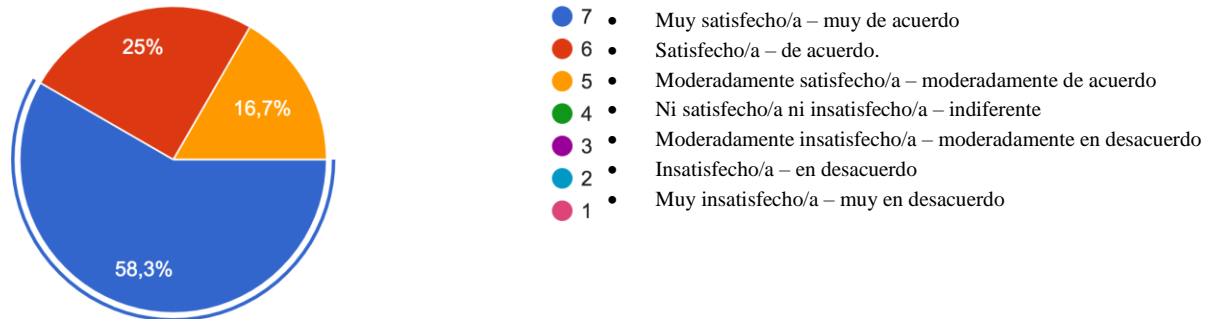 25%
16,7%
58,3%
7 • Muy satisfecho/a – muy de acuerdo
6 • Satisfecho/a – de acuerdo.
5 • Moderadamente satisfecho/a – moderadamente de acuerdo
4 • Ni satisfecho/a ni insatisfecho/a – indiferente
3 • Moderadamente insatisfecho/a – moderadamente en desacuerdo
2 • Insatisfecho/a – en desacuerdo
1 • Muy insatisfecho/a – muy en desacuerdo